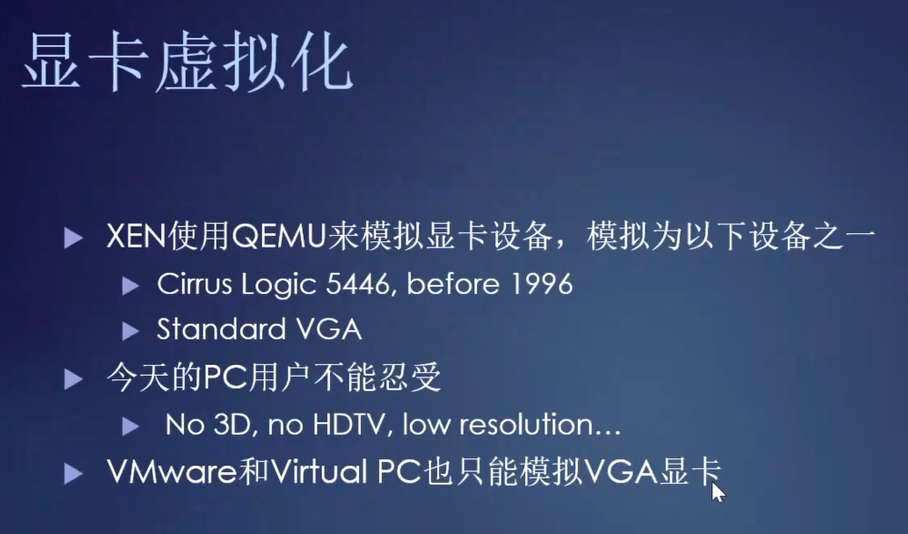 显卡虚拟化
XEN使用QEMU来模拟显卡设备，模拟为以下设备之一
Cirrus Logic 5446, before 1996
Standard VGA
今天的PC用户不能忍受
No 3D, no HDTV, low resolution...
VMware和Virtual PC也只能模拟VGA显卡